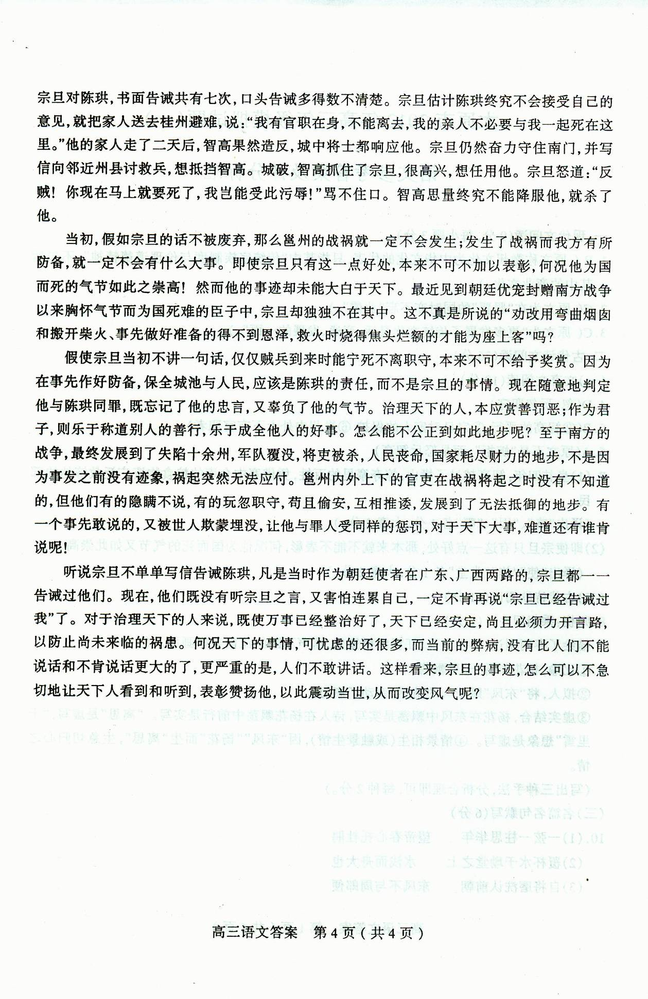 宗旦对陈珙,书面告诫共有七次,口头告诫多得数不清楚。宗旦估计陈珙终究不会接受自己的
意见,就把家人送去桂州避难,说:“我有官职在身,不能离去,我的亲人不必要与我一起死在这
里。”他的家人走了二天后,智高果然造反,城中将士都响应他。宗旦仍然奋力守住南门,并写
信向邻近州县讨救兵,想抵挡智高。城破,智高抓住了宗旦,很高兴,想任用他。宗旦怒道:“反
贼!你现在马上就要死了,我岂能受此污辱!”骂不住口。智高思量终究不能降服他,就杀了
他。
当初,假如宗旦的话不被废弃,那么邕州的战祸就一定不会发生;发生了战祸而我方有所
防备,就一定不会有什么大事。即使宗旦只有这一点好处,本来不可不加以表彰,何况他为国
而死的气节如此之崇高!然而他的事迹却未能大白于天下。最近见到朝廷优宠封赠南方战争
以来胸怀气节而为国死难的臣子中,宗旦却独独不在其中。这不真是所说的“劝改用弯曲烟囱
和搬开柴火、事先做好准备的得不到恩泽,救火时烧得焦头烂额的才能为座上客”吗?
假使宗旦当初不讲一句话,仅仅贼兵到来时能宁死不离职守,本来不可不给予奖赏。因为
在事先作好防备,保全城池与人民,应该是陈珙的责任,而不是宗旦的事情。现在随意地判定
他与陈珙同罪,既忘记了他的忠言,又辜负了他的气节。治理天下的人,本应赏善罚恶;作为君
子,则乐于称道别人的善行,乐于成全他人的好事。怎么能不公正到如此地步呢?至于南方的
战争,最终发展到了失陷十余州,军队覆没,将吏被杀,人民丧命,国家耗尽财力的地步,不是因
为事发之前没有迹象,祸起突然无法应付。邕州内外上下的官吏在战祸将起之时没有不知道
的,但他们有的隐瞒不说,有的玩忽职守,苟且偷安,互相推诿,发展到了无法抵御的地步。有
一个事先敢说的,又被世人欺蒙埋没,让他与罪人受同样的惩罚,对于天下大事,难道还有谁肯
说呢!
听说宗旦不单单写信告诫陈珙,凡是当时作为朝廷使者在广东、广西两路的,宗旦都一一
告诫过他们。现在,他们既没有听宗旦之言,又害怕连累自己,一定不肯再说“宗旦已经告诫过
我”了。对于治理天下的人来说,既使万事已经整治好了,天下已经安定,尚且必须力开言路,
以防止尚未来临的祸患。何况天下的事情,可忧虑的还很多,而当前的弊病,没有比人们不能
说话和不肯说话更大的了,更严重的是,人们不敢讲话。这样看来,宗旦的事迹,怎么可以不急
切地让天下人看到和听到,表彰赞扬他,以此震动当世,从而改变风气呢?
高三语文答案 第4页(共4页)